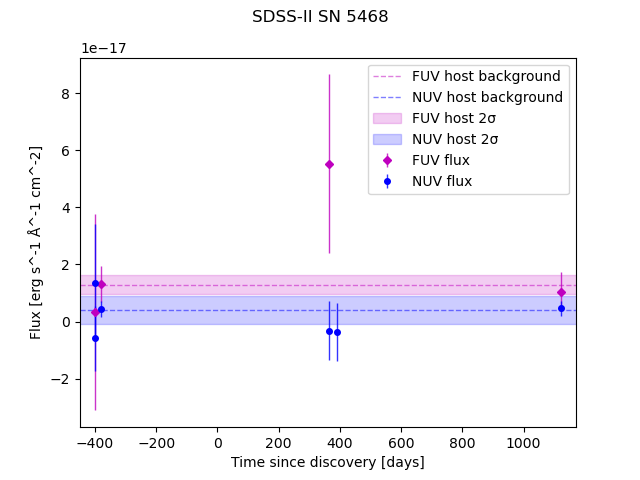 SDSS-II SN 5468
1e−17
FUV host background
NUV host background
FUV host 2σ
NUV host 2σ
FUV flux
NUV flux
8
6
4
2
0
−2
Flux [erg s^-1 Å^-1 cm^-2]
−400 −200 0 200 400 600 800 1000
Time since discovery [days]